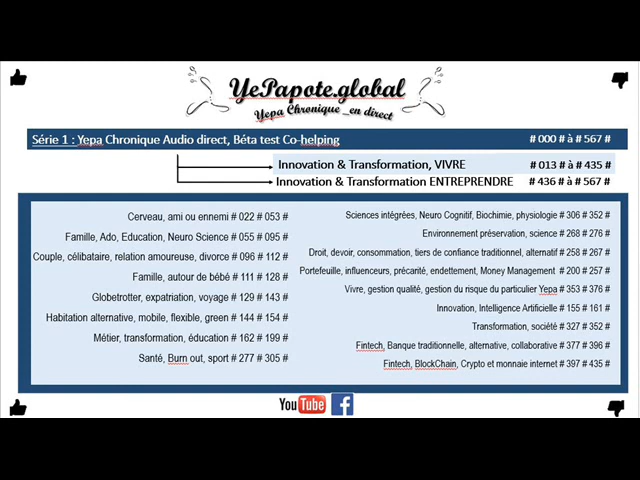 YePapote.global
Yepa Chronique _en direct
Série 1 : Yepa Chronique Audio direct, Béta test Co-helping # 000 # à # 567 #
Innovation & Transformation, VIVRE # 013 # à # 435 #
Innovation & Transformation ENTREPRENDRE # 436 # à # 567 #
Cerveau, ami ou ennemi # 022 # 053 #
Famille, Ado, Education, Neuro Science # 055 # 095 #
Couple, célibataire, relation amoureuse, divorce # 096 # 112 #
Famille, autour de bébé # 111 # 128 #
Globetrotter, expatriation, voyage # 129 # 143 #
Habitation alternative, mobile, flexible, green # 144 # 154 #
Métier, transformation, éducation # 162 # 199 #
Santé, Burn out, sport # 277 # 305 #
Sciences intégrées, Neuro Cognitif, Biochimie, physiologie # 306 # 352 #
Environnement préservation, science # 268 # 276 #
Droit, devoir, consommation, tiers de confiance traditionnel, alternatif # 258 # 267 #
Portefeuille, influenceurs, précarité, endettement, Money Management # 200 # 257 #
Vivre, gestion qualité, gestion du risque du particulier Yepa # 353 # 376 #
Innovation, Intelligence Artificielle # 155 # 161 #
Transformation, société # 327 # 352 #
Fintech, Banque traditionnelle, alternative, collaborative # 377 # 396 #
Fintech, BlockChain, Crypto et monnaie internet # 397 # 435 #
YouTube f